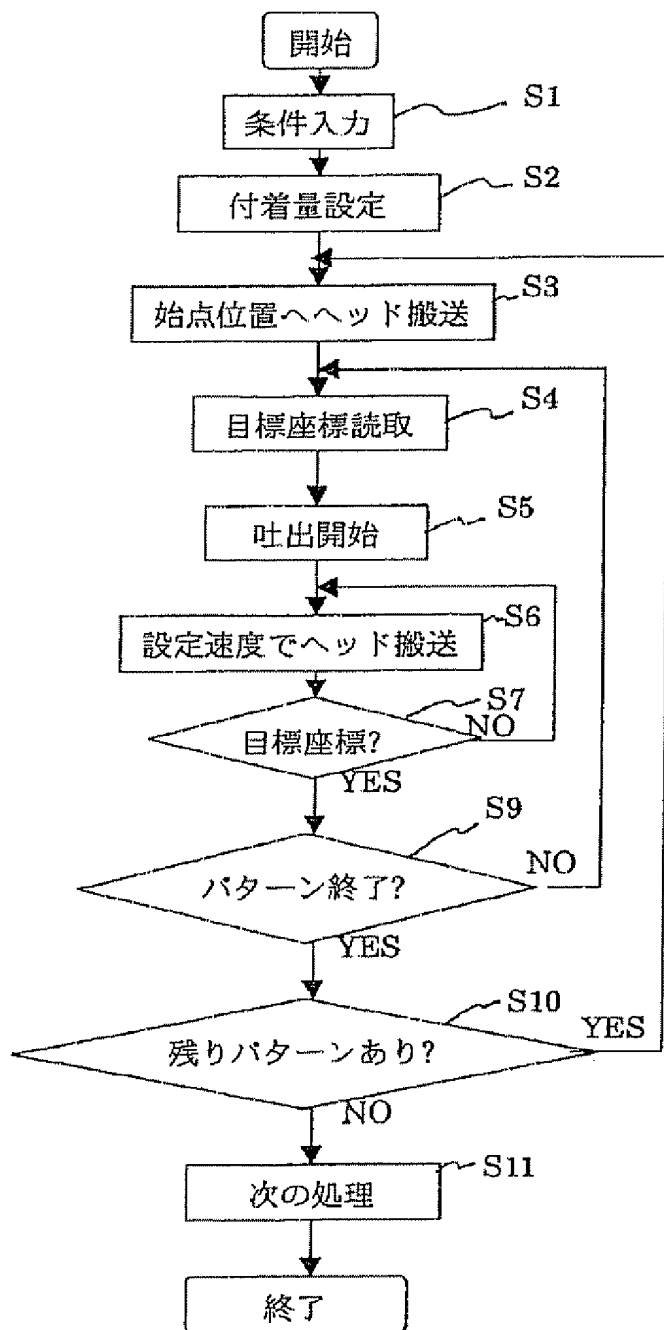 開始
S1
条件入力
S2
付着量設定
S3
始点位置へヘッド搬送
S4
目標座標読取
S5
吐出開始
S6
設定速度でヘッド搬送
S7
目標座標?
NO
YES
S9
パターン終了?
NO
YES
S10
残りパターンあり?
YES
NO
S11
次の処理
終了